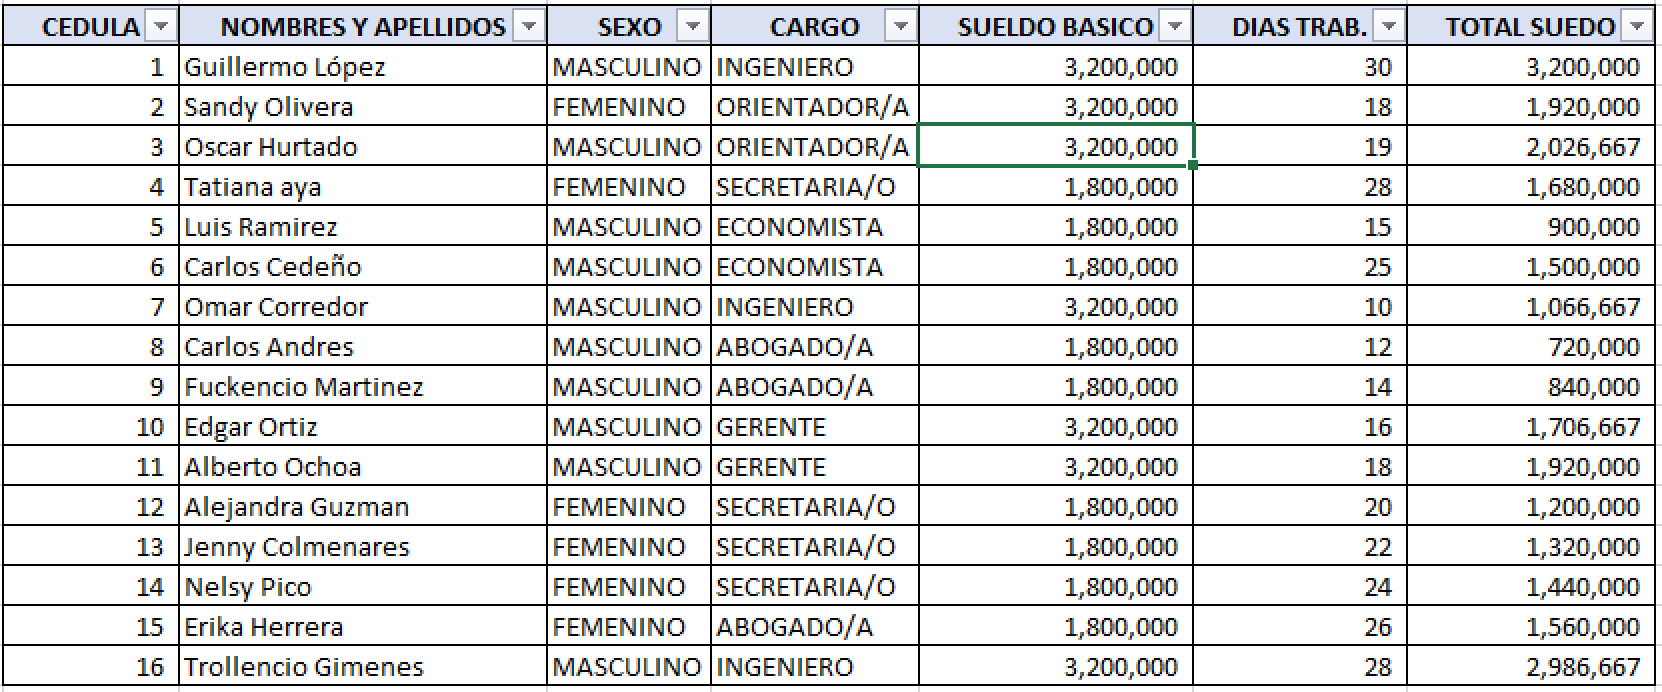 CEDULA NOMBRES Y APELLIDOS SEXO CARGO SUELDO BASICO DIAS TRAB. TOTAL SUEDO
1 Guillermo López MASCULINO INGENIERO 3,200,000 30 3,200,000
2 Sandy Olivera FEMENINO ORIENTADOR/A 3,200,000 18 1,920,000
3 Oscar Hurtado MASCULINO ORIENTADOR/A 3,200,000 19 2,026,667
4 Tatiana aya FEMENINO SECRETARIA/O 1,800,000 28 1,680,000
5 Luis Ramirez MASCULINO ECONOMISTA 1,800,000 15 900,000
6 Carlos Cedeño MASCULINO ECONOMISTA 1,800,000 25 1,500,000
7 Omar Corredor MASCULINO INGENIERO 3,200,000 10 1,066,667
8 Carlos Andres MASCULINO ABOGADO/A 1,800,000 12 720,000
9 Fuckencio Martinez MASCULINO ABOGADO/A 1,800,000 14 840,000
10 Edgar Ortiz MASCULINO GERENTE 3,200,000 16 1,706,667
11 Alberto Ochoa MASCULINO GERENTE 3,200,000 18 1,920,000
12 Alejandra Guzman FEMENINO SECRETARIA/O 1,800,000 20 1,200,000
13 Jenny Colmenares FEMENINO SECRETARIA/O 1,800,000 22 1,320,000
14 Nelsy Pico FEMENINO SECRETARIA/O 1,800,000 24 1,440,000
15 Erika Herrera FEMENINO ABOGADO/A 1,800,000 26 1,560,000
16 Trollencio Gimenes MASCULINO INGENIERO 3,200,000 28 2,986,667